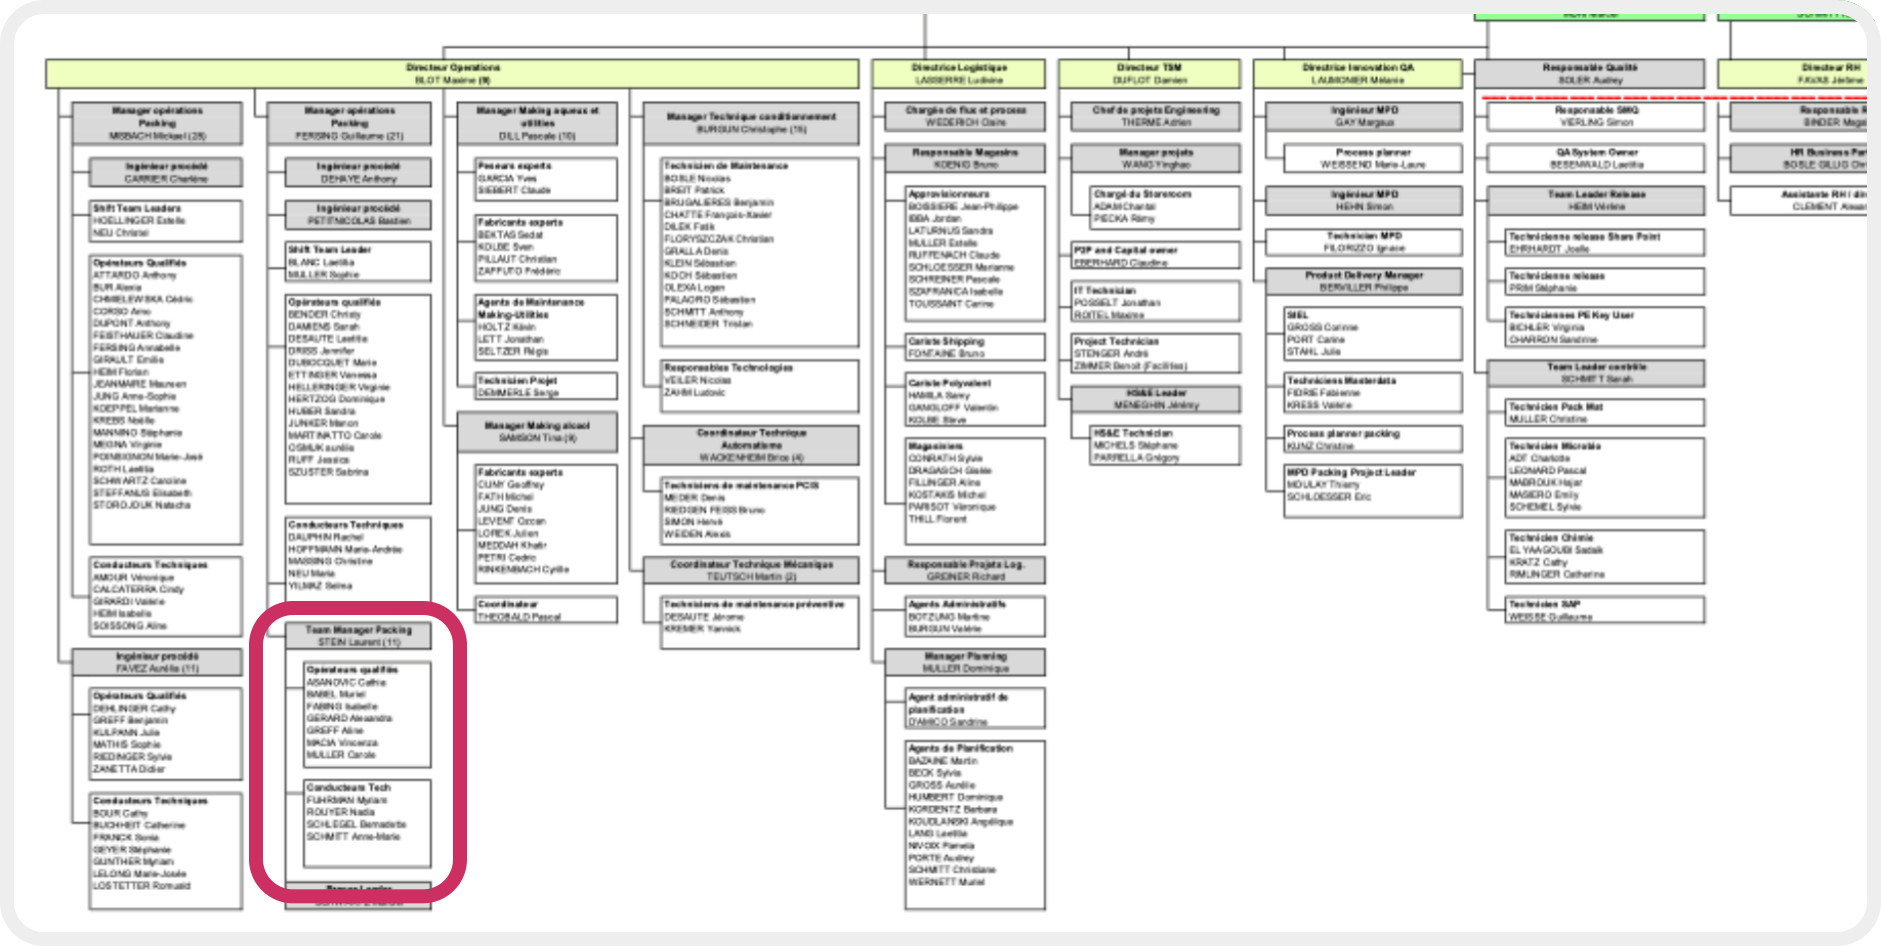 Directeur Operations
BLOT Maxime (9)
Manager opérations
Packing
MISBACH Mickael (28)
Ingénieur procédé
CARRIER Charlène
Shift Team Leaders
HOELLINGER Estelle
NEU Christel
Opérateurs Qualifiés
ATTARDO Anthony
BUR Alexia
CHMIELEWSKA Cédric
CORSO Arno
DUPONT Anthony
FEISTHAUER Claudine
FERSING Annabelle
GIRAULT Emilie
HEIM Florian
JEANMAIRE Maureen
JUNG Anne-Sophie
KOEPPEL Marianne
KREBS Noëlle
MANNINO Stéphanie
MEGNA Virginie
POINSIGNON Marie-José
ROTH Laetitia
SCHWARTZ Caroline
STEFFANUS Elisabeth
STORDJOUK Natacha
Conducteurs Techniques
AMOUR Véronique
CALCATERRA Cindy
GIRARDI Valérie
HEIM Isabelle
SOISSONG Aline
Ingénieur procédé
FAVEZ Aurélie (11)
Opérateurs Qualifiés
DEHLINGER Cathy
GREFF Benjamin
KULPANN Julie
MATHIS Sophie
RIEDINGER Sylvie
ZANETTA Didier
Conducteurs Techniques
BOUR Cathy
BUCHHEIT Catherine
FRANCK Sonia
GEYER Stéphanie
GUNTHER Myriam
LELONG Marie-Josée
LOSTETTER Romuald
Manager opérations
Packing
FERSING Guillaume (21)
Ingénieur procédé
DEHAYE Anthony
Ingénieur procédé
PETITNICOLAS Bastien
Shift Team Leader
BLANC Laetitia
MULLER Sophie
Opérateurs qualifiés
BENDER Christy
DAMIENS Sarah
DESAUTE Laetitia
DRISS Jennifer
DUBOCQUET Marie
ETTINGER Vanessa
HELLERINGER Virginie
HERTZOG Dominique
HUBER Sandra
JUNKER Manon
MARTINATTO Carole
OSMUK aurélia
RUFF Jessica
SZUSTER Sabrina
Conducteurs Techniques
DAUPHIN Rachel
HOFFMANN Marie-Andrée
MASSING Christine
NEU Maria
YILMAZ Selma
Team Manager Packing
STEIN Laurent (11)
Opérateurs qualifiés
ASANOVIC Cathia
BABEL Muriel
FABING Isabelle
GERARD Alexandra
GREFF Aline
MACIA Vincenza
MULLER Carole
Conducteurs Tech
FUHRMAN Myriam
ROUYER Nadia
SCHLEGEL Bernadette
SCHMITT Anne-Marie
Manager Making aqueux et
utilities
DILL Pascale (10)
Peseurs experts
GARCIA Yves
SIEBERT Claude
Fabricants experts
BEKTAS Sedat
KOLBE Sven
PILLAUT Christian
ZAFFUTO Frédéric
Agents de Maintenance
Making-Utilities
HOLTZ Kévin
LETT Jonathan
SELTZER Régis
Technicien Projet
DEMMERLE Serge
Manager Making alcool
SAMSON Tina (9)
Fabricants experts
CUNY Geoffrey
FATH Michel
JUNG Denis
LEVENT Ozcan
LOREK Julien
MEDDAH Khatir
PETRI Cedric
RINKENBACH Cyrille
Coordinateur
THEOBALD Pascal
Manager Technique conditionnement
BURGUN Christophe (15)
Technicien de Maintenance
BOSLE Nicolas
BREIT Patrick
BRUGALIERES Benjamin
CHATTE François-Xavier
DILEK Fatik
FLORYSZCZAK Christian
GRALLA Denis
KLEIN Sébastien
KOCH Sébastien
OLEXA Logan
PALAORO Sébastien
SCHMITT Anthony
SCHNEIDER Tristan
Responsables Technologies
VEILER Nicolas
ZAHM Ludovic
Coordinateur Technique
Automatisme
WACKENHEIM Brice (4)
Techniciens de maintenance PCIS
MEDER Denis
RIEDGEN FEISS Bruno
SIMON Hervé
WEIDEN Alexis
Coordinateur Technique Mécanique
TEUTSCH Martin (2)
Techniciens de maintenance préventive
DESAUTE Jérome
KREMER Yannick
Directrice Logistique
LASSERRE Ludivine
Chargée de flux et process
WEDERICH Claire
Responsable Magasins
KOENIG Bruno
Approvisionneurs
BOISSIERE Jean-Philippe
IBBA Jordan
LATURNUS Sandra
MULLER Estelle
RUFFENACH Claude
SCHLOESSER Marianne
SCHREINER Pascale
SZAFRANICA Isabelle
TOUSSAINT Carine
Cariste Shipping
FONTAINE Bruno
Cariste Polyvalent
HAMILA Samy
GANGLOFF Valentin
KOLBE Steve
Magasiniers
CONRATH Sylvie
DRAGASCH Gisèle
FILLINGER Aline
KOSTAKIS Michel
PARISOT Véronique
THILL Florent
Responsable Projets Log.
GREINER Richard
Agents Administratifs
BOTZUNG Martine
BURGUN Valérie
Manager Planning
MULLER Dominique
Agent administratif de
planification
D'AMICO Sandrine
Agents de Planification
BAZAINE Martin
BECK Sylvia
GROSS Aurélie
HUMBERT Dominique
KORDENTZ Barbara
KOUDLANSKI Angélique
LANG Laetitia
NIVOIX Pamela
PORTE Audrey
SCHMITT Christiane
WERNETT Muriel
Directeur TSM
DUFLOT Damien
Chef de projets Engineering
THERME Adrien
Manager projets
WANG Yinghao
Chargé du Storeroom
ADAM Chantal
PIECKA Rémy
P2P and Capital owner
EBERHARD Claudine
IT Technician
POSSELT Jonathan
ROITEL Maxime
Project Technician
STENGER André
ZIMMER Benoit (Facilities)
HS&E Leader
MENEGHIN Jérémy
HS&E Technician
MICHELS Stéphane
PARRELLA Grégory
Directrice Innovation QA
LAUMONIER Mélanie
Ingénieur MPD
GAY Margaux
Process planner
WEISSEND Marie-Laure
Ingénieur MPD
HEHN Simon
Technician MPD
FILORIZZO Ignace
Product Delivery Manager
BERVILLER Philippe
SIEL
GROSS Corinne
PORT Carine
STAHL Julie
Techniciens Masterdata
FIDRIE Fabienne
KRESS Valérie
Process planner packing
KUNZ Christine
MPD Packing Project Leader
MOULAY Thierry
SCHLOESSER Eric
Responsable Qualité
SOLER Audrey
Responsable SMQ
VIERLING Simon
QA System Owner
BESENWALD Laetitia
Team Leader Release
HEIM Vérène
Technicienne release Share Point
EHRHARDT Joelle
Technicienne release
PRIM Stéphanie
Techniciennes PE Key User
BICHLER Virginia
CHARRON Sandrine
Team Leader contrôle
SCHMITT Sarah
Technicien Pack Mat
MULLER Christine
Technicien Microbio
ADT Charlotte
LEONARD Pascal
MABROUK Hajar
MASIERO Emily
SCHEMEL Sylvie
Technicien Chimie
EL YAAGOUBI Sadaik
KRATZ Cathy
RIMLINGER Catherine
Technicien SAP
WEISSE Guillaume
Directeur RH
FAVAS Jérôme
Responsable R
BINDER Maga
HR Business Par
BOSLE GILLIG Chr
Assistante RH / di
CLEMENT Alexan